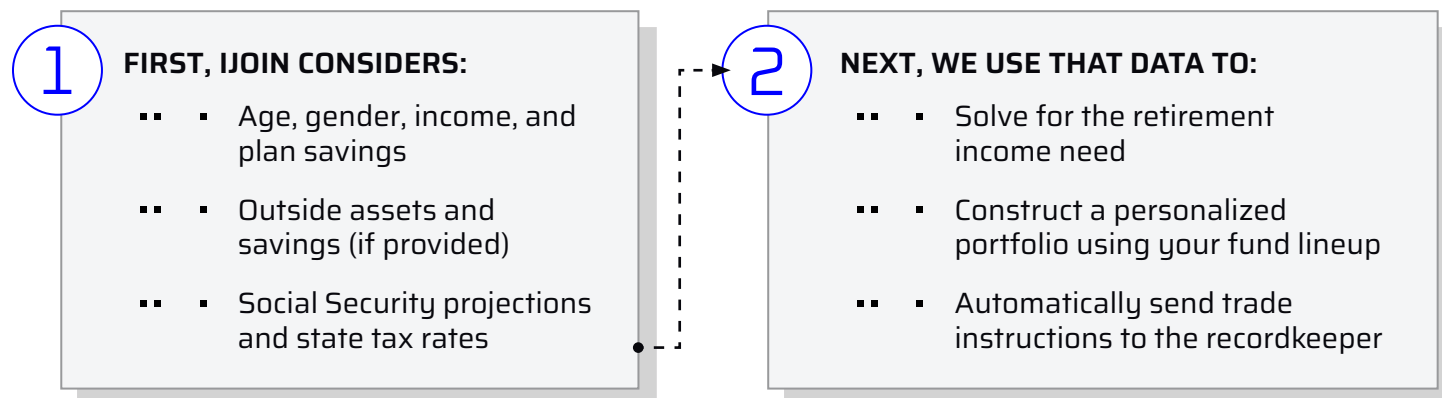 1
FIRST, IJOIN CONSIDERS:
Age, gender, income, and
plan savings
Outside assets and
savings (if provided)
Social Security projections
and state tax rates
2
NEXT, WE USE THAT DATA TO:
Solve for the retirement
income need
Construct a personalized
portfolio using your fund lineup
Automatically send trade
instructions to the recordkeeper